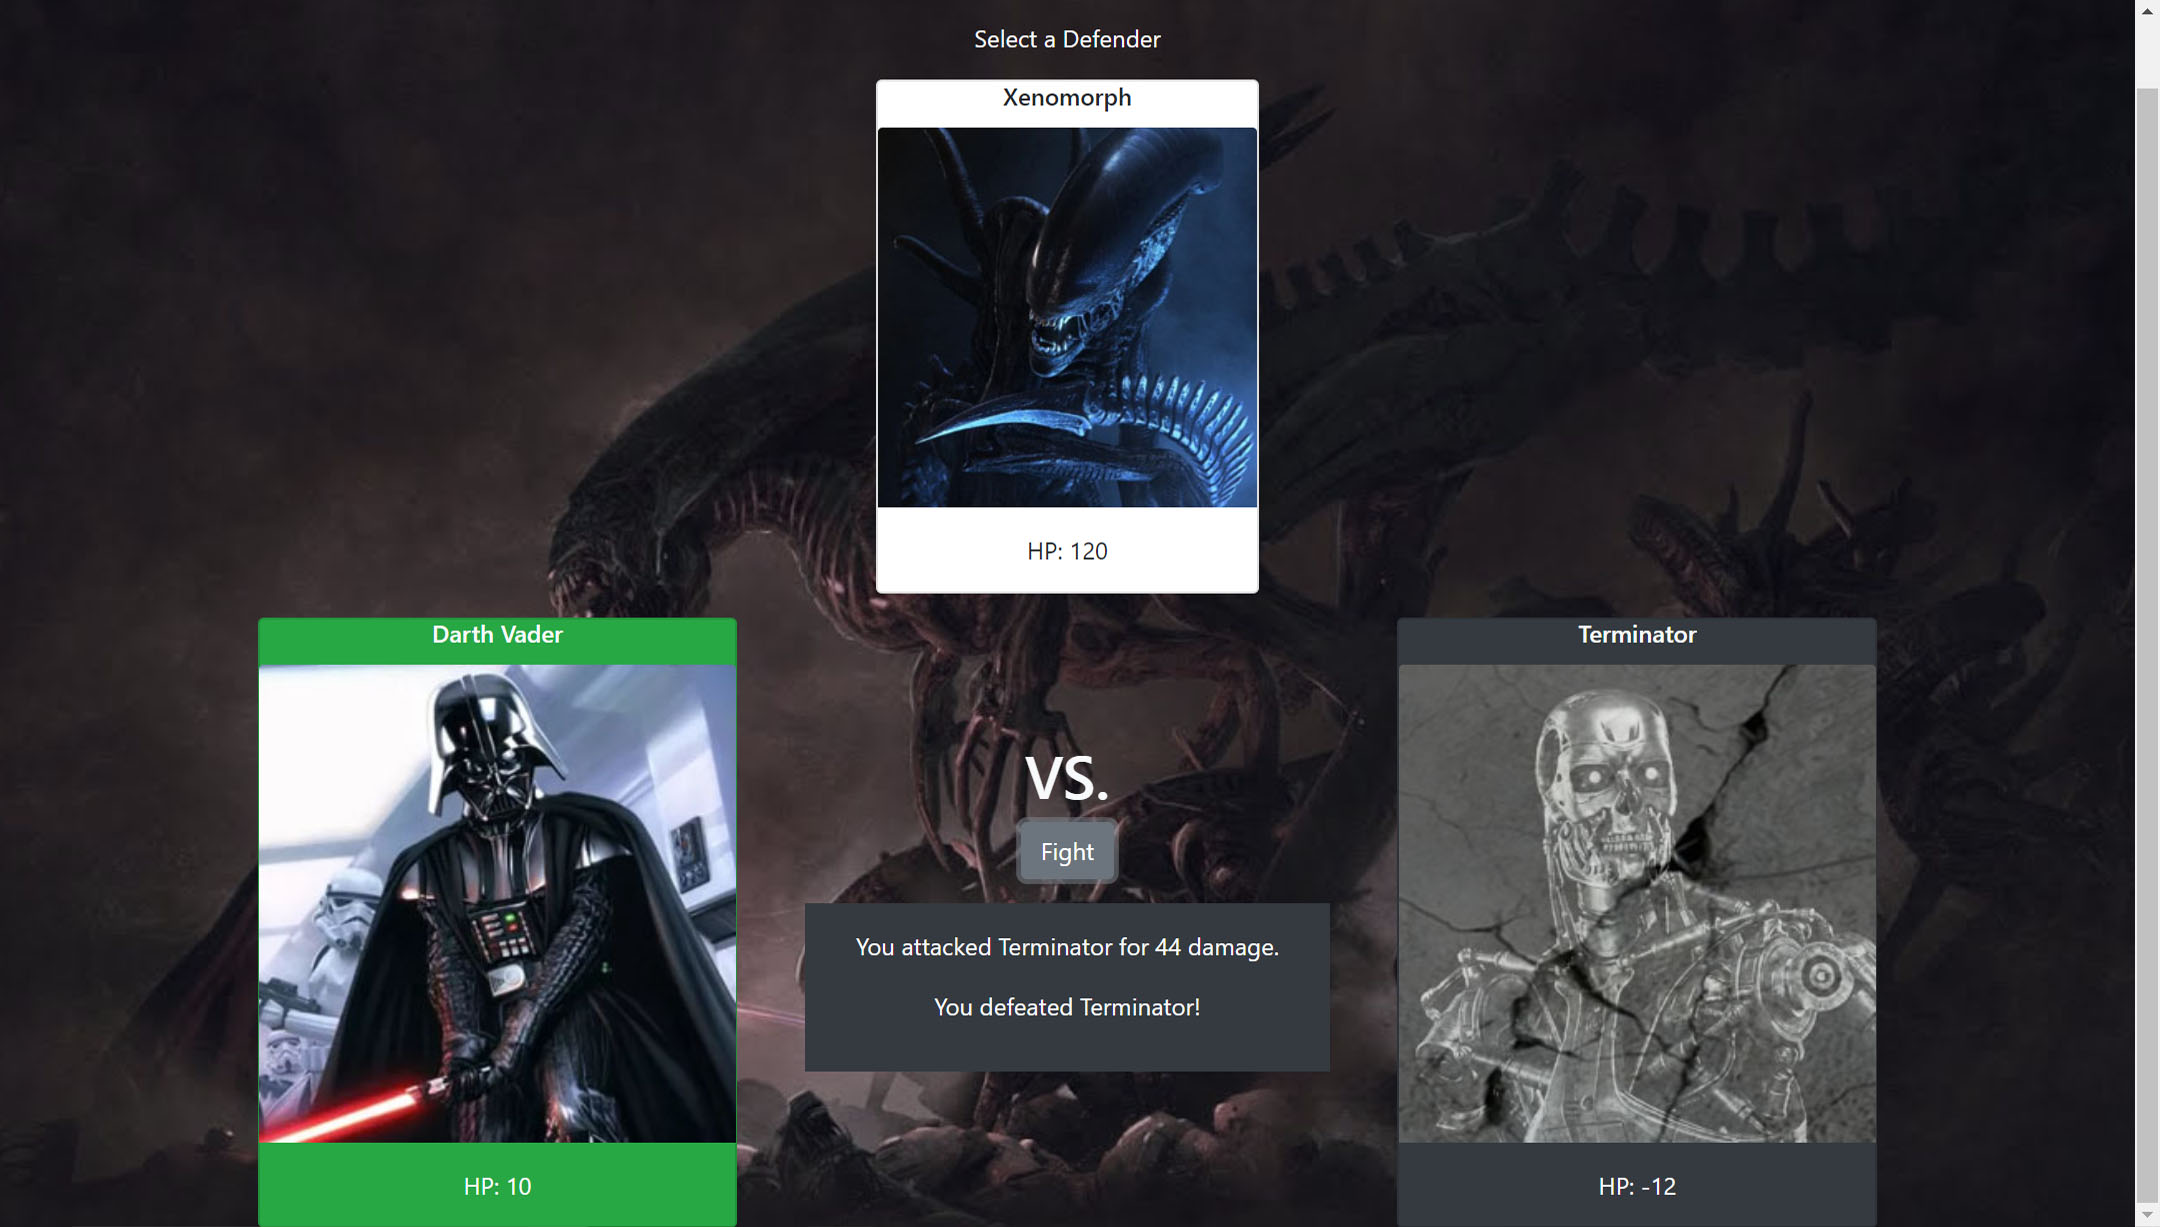 Select a Defender
Xenomorph
HP: 120
Darth Vader
HP: 10
VS.
Fight
You attacked Terminator for 44 damage.
You defeated Terminator!
Terminator
HP: -12